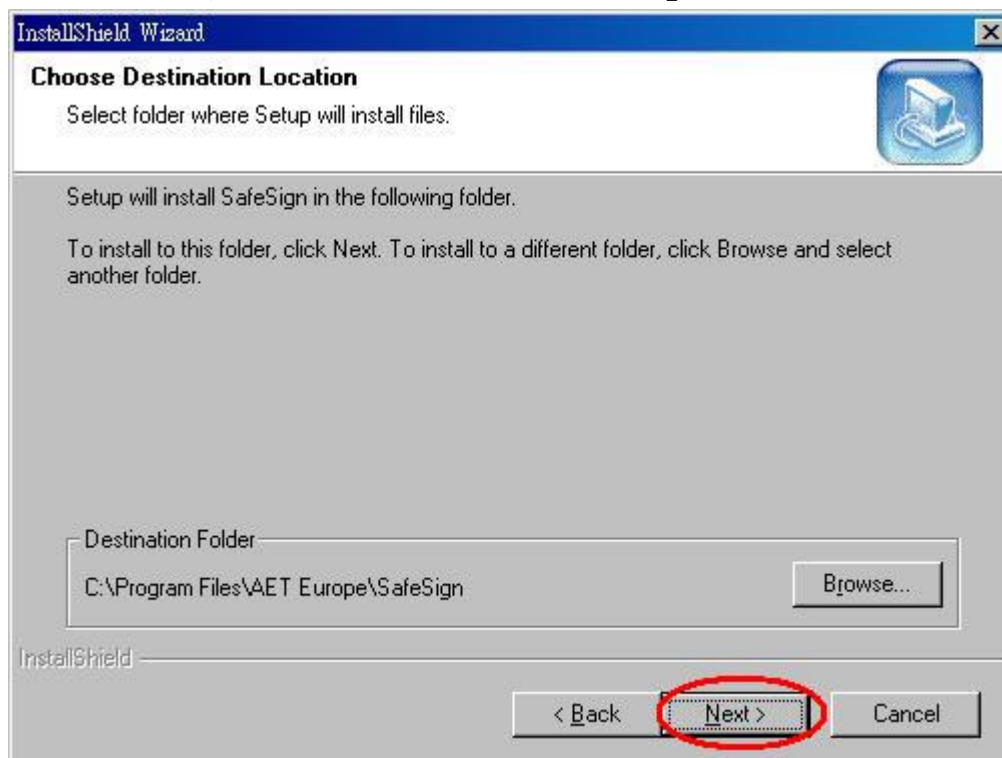 InstallShield Wizard
Choose Destination Location
Select folder where Setup will install files.
Setup will install SafeSign in the following folder.
To install to this folder, click Next. To install to a different folder, click Browse and select
another folder.
Destination Folder
C:\Program Files\AET Europe\SafeSign
Browse...
InstallShield
< Back
Next >
Cancel